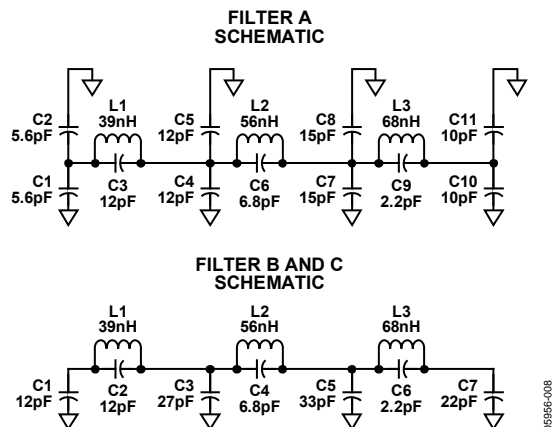 FILTER A
SCHEMATIC
C2
5.6pF
L1
39nH
C5
12pF
L2
56nH
C8
15pF
L3
68nH
C11
10pF
C1
5.6pF
C3
12pF
C4
12pF
C6
6.8pF
C7
15pF
C9
2.2pF
C10
10pF
FILTER B AND C
SCHEMATIC
L1
39nH
L2
56nH
L3
68nH
C1
12pF
C2
12pF
C3
27pF
C4
6.8pF
C5
33pF
C6
2.2pF
C7
22pF
05956-008